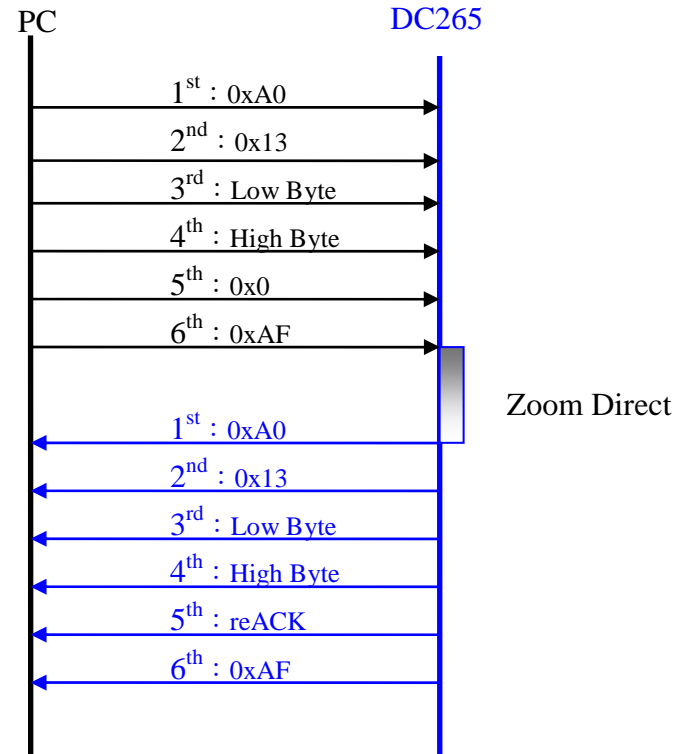 PC DC265
1st : 0xA0
2nd : 0x13
3rd : Low Byte
4th : High Byte
5th : 0x0
6th : 0xAF
Zoom Direct
1st : 0xA0
2nd : 0x13
3rd : Low Byte
4th : High Byte
5th : reACK
6th : 0xAF